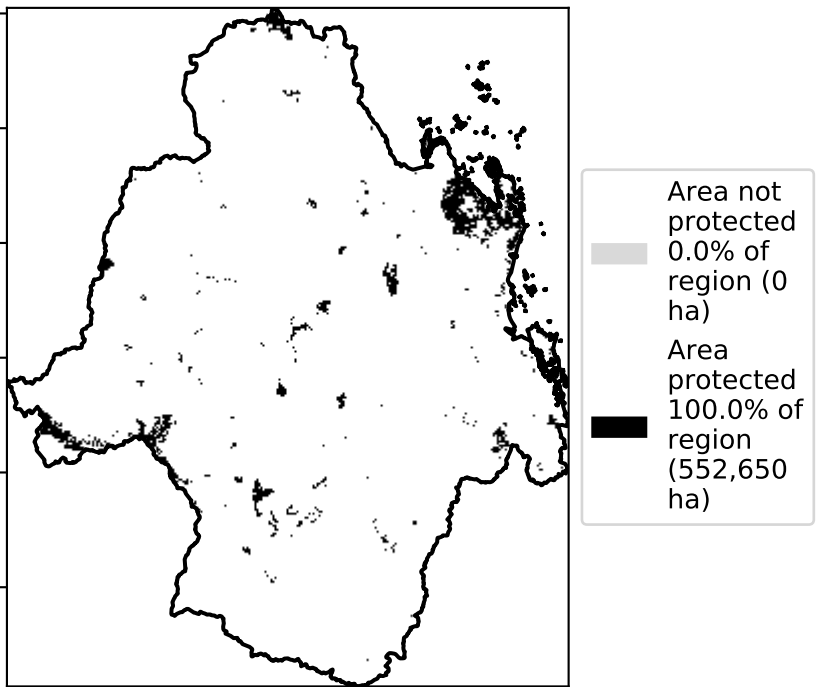 Area not
protected
0.0% of
region (0
ha)
Area
protected
100.0% of
region
(552,650
ha)